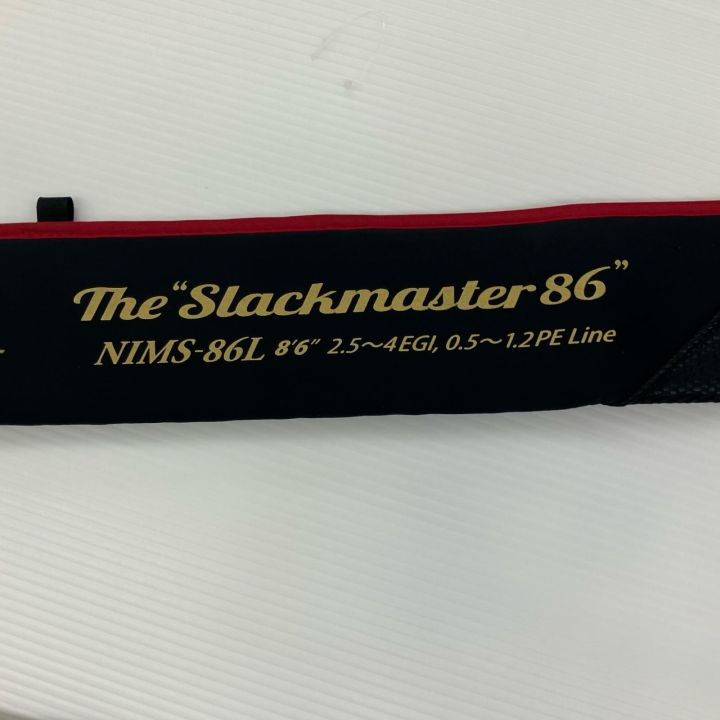 The “Slackmaster 86”
NIMS-86L 8'6" 2.5～4EGI, 0.5～1.2PE Line